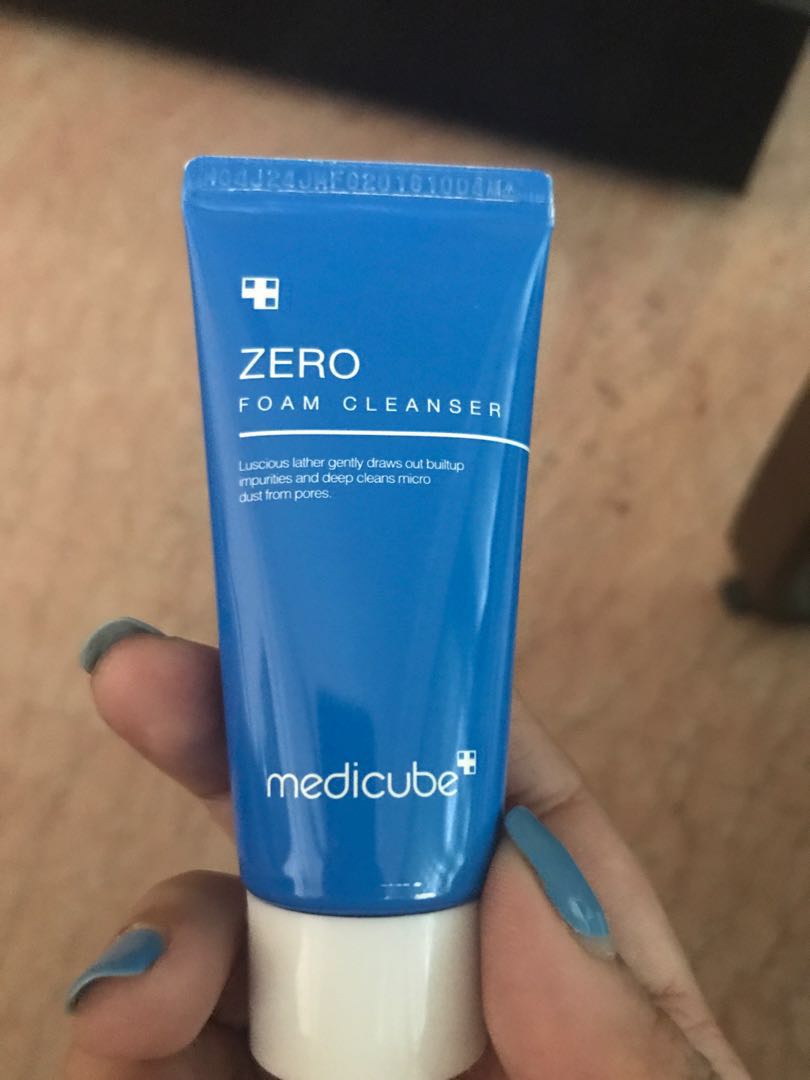 ZERO
FOAM CLEANSER
Luscious lather gently draws out builtup
impurities and deep cleans micro
dust from pores.
medicube